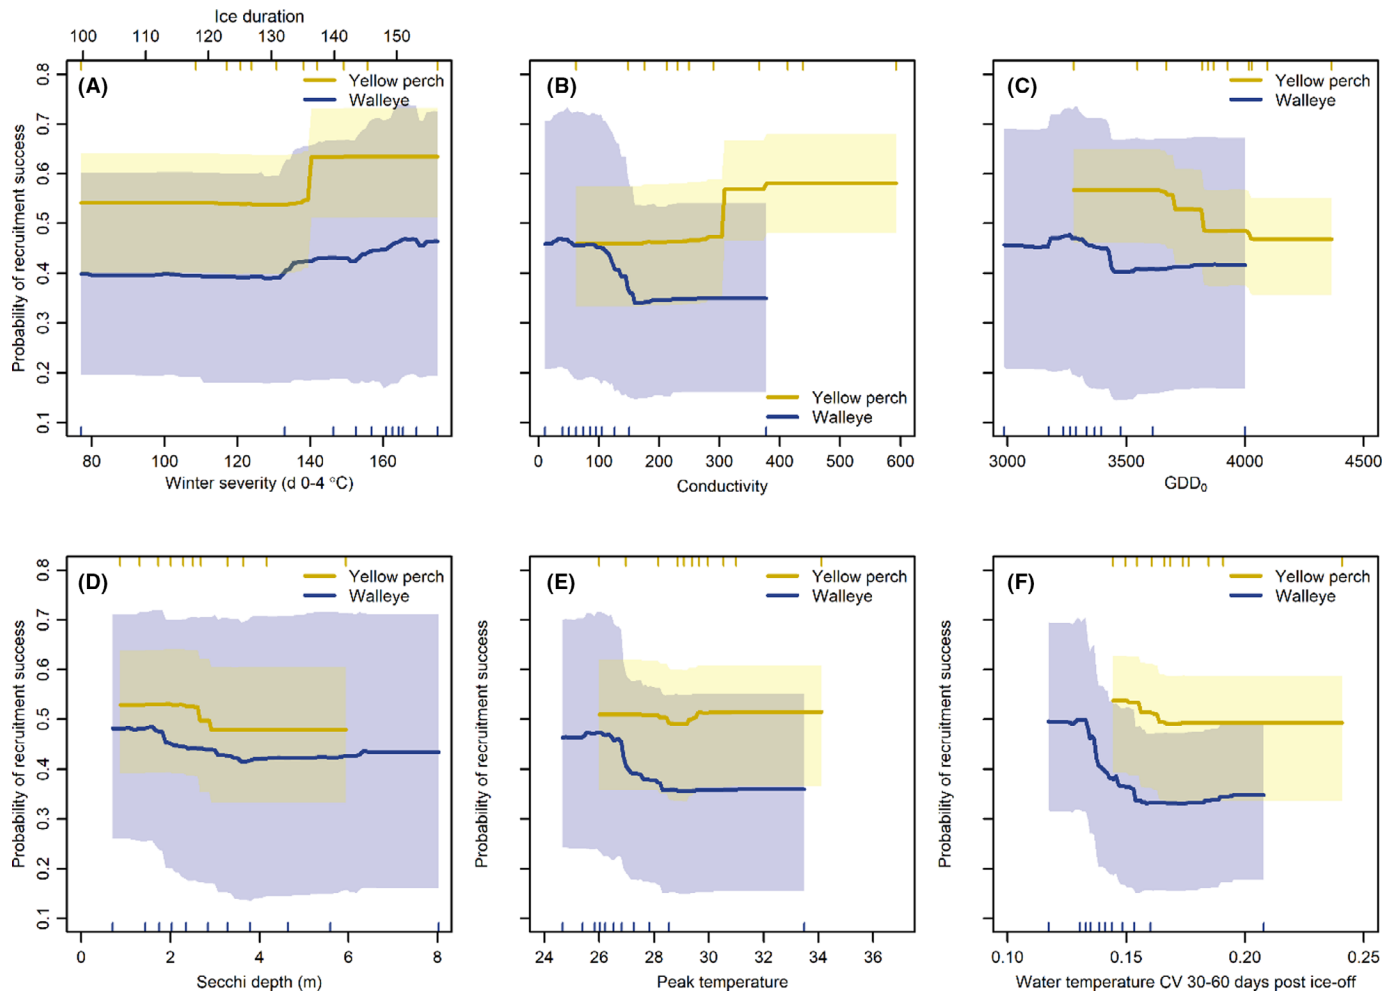 Ice duration
100 110 120 130 140 150
(A)
Yellow perch
Walleye
Probability of recruitment success
0.1 0.2 0.3 0.4 0.5 0.6 0.7 0.8
80 100 120 140 160
Winter severity (d 0-4 °C)
(B)
Yellow perch
Walleye
0 100 200 300 400 500 600
Conductivity
(C)
Yellow perch
Walleye
3000 3500 4000 4500
GDD₀
(D)
Yellow perch
Walleye
Probability of recruitment success
0.1 0.2 0.3 0.4 0.5 0.6 0.7 0.8
0 2 4 6 8
Secchi depth (m)
(E)
Yellow perch
Walleye
Probability of recruitment success
24 26 28 30 32 34 36
Peak temperature
(F)
Yellow perch
Walleye
Probability of recruitment success
0.10 0.15 0.20 0.25
Water temperature CV 30-60 days post ice-off